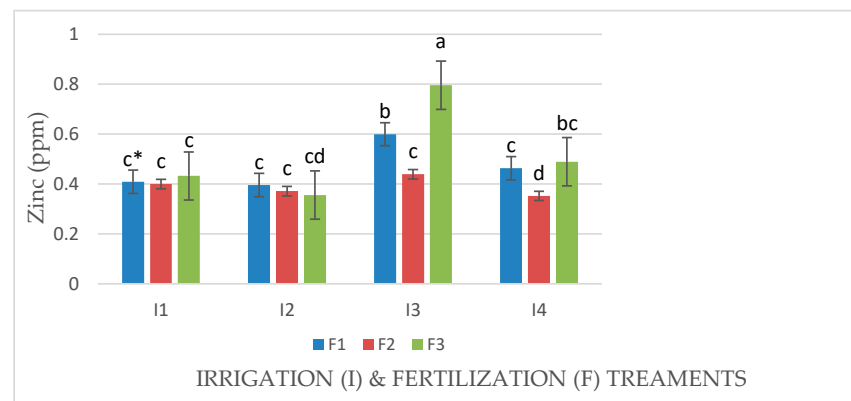 1
0.8
0.6
0.4
0.2
0
Zinc (ppm)
c* c c
c c cd
b c a
c d bc
I1 I2 I3 I4
F1 F2 F3
IRRIGATION (I) & FERTILIZATION (F) TREAMENTS